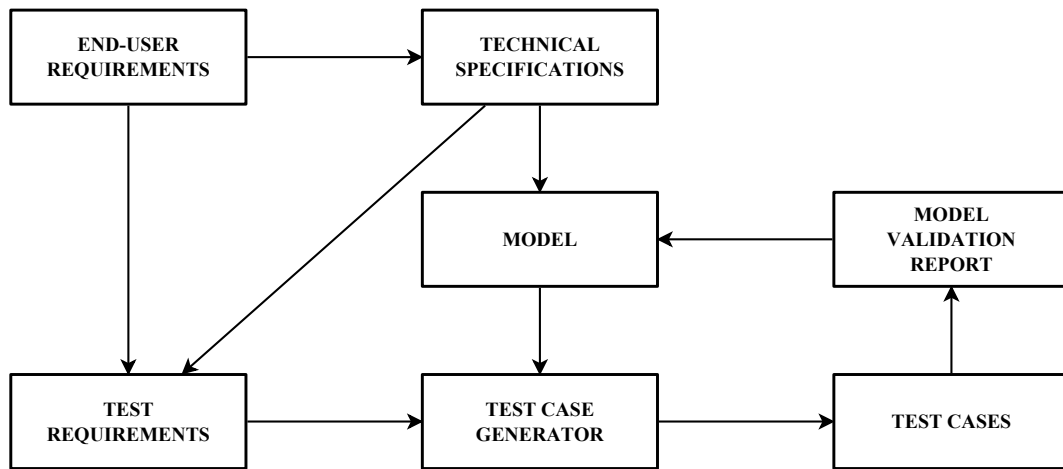 END-USER
REQUIREMENTS
TECHNICAL
SPECIFICATIONS
MODEL
MODEL
VALIDATION
REPORT
TEST
REQUIREMENTS
TEST CASE
GENERATOR
TEST CASES